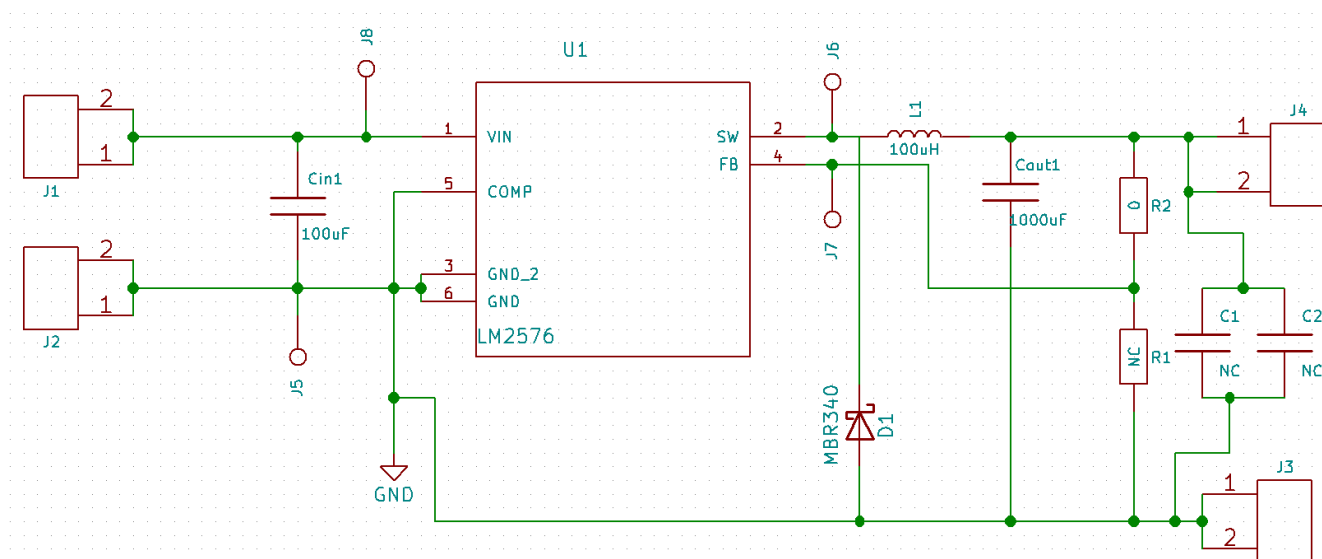 J8
U1
J6
2
1
J1
1
VIN
SW
2
L1
100uH
1
J4
FB
4
Cin1
100uF
5
COMP
Cout1
1000uF
0
R2
2
J7
2
1
J2
3
GND_2
6
GND
LM2576
J5
NC
R1
C1
NC
C2
NC
MBR340
D1
GND
J3
1
2